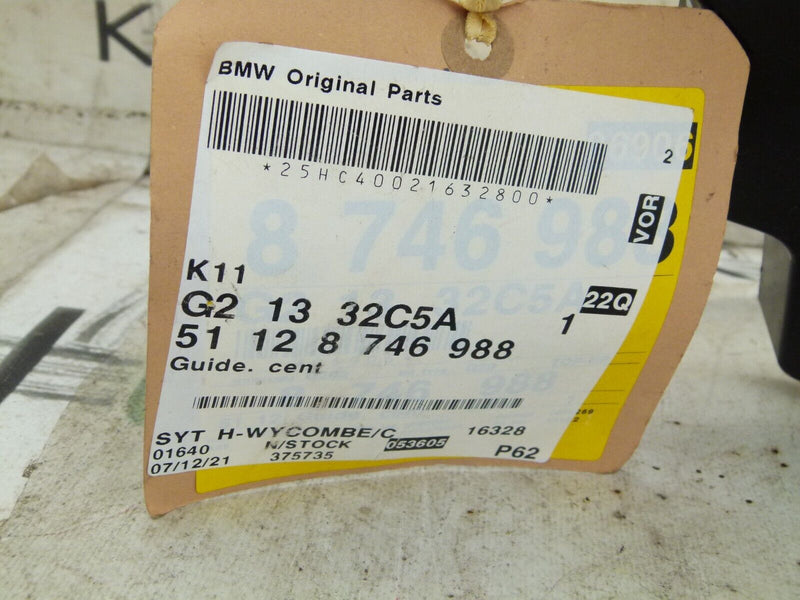 K
BMW Original Parts
*25HC40021632800*
2
VOR
8 746 988
K11
G2 13 32C5A
1
22Q
51 12 8 746 988
Guide. cent
SYT H-WYCOMBE/C
16328
01640
N/STOCK
053605
P62
07/12/21
375735